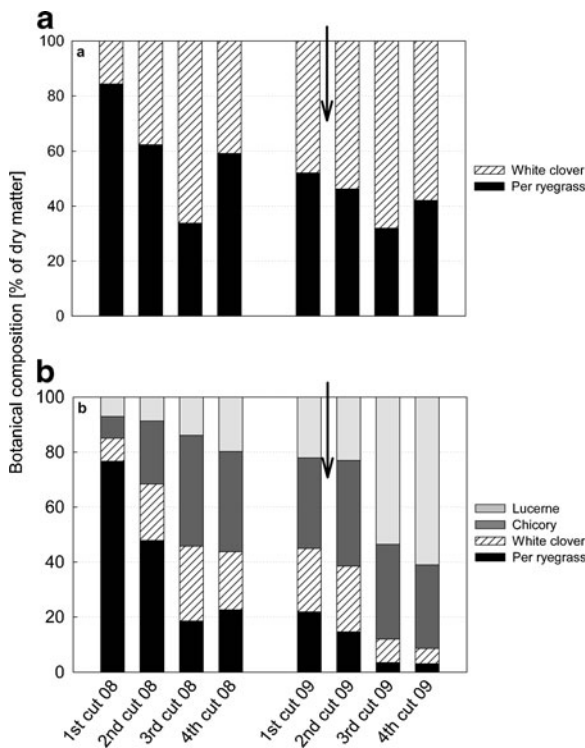 a
a
100
80
60
40
20
0
White clover
Per ryegrass
Botanical composition [% of dry matter]
b
b
100
80
60
40
20
0
Lucerne
Chicory
White clover
Per ryegrass
1st cut 08
2nd cut 08
3rd cut 08
4th cut 08
1st cut 09
2nd cut 09
3rd cut 09
4th cut 09